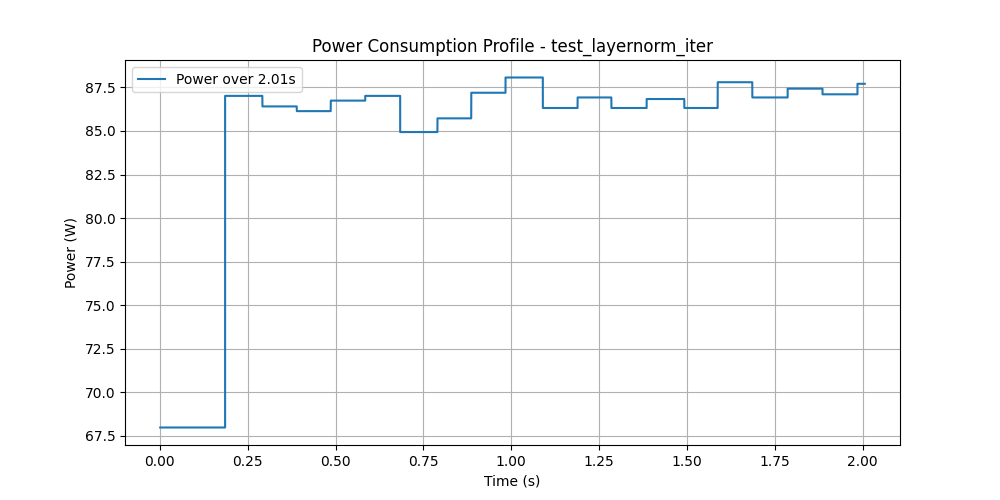 Power Consumption Profile - test_layernorm_iter
Power over 2.01s
87.5
85.0
82.5
80.0
77.5
75.0
72.5
70.0
67.5
Power (W)
0.00 0.25 0.50 0.75 1.00 1.25 1.50 1.75 2.00
Time (s)